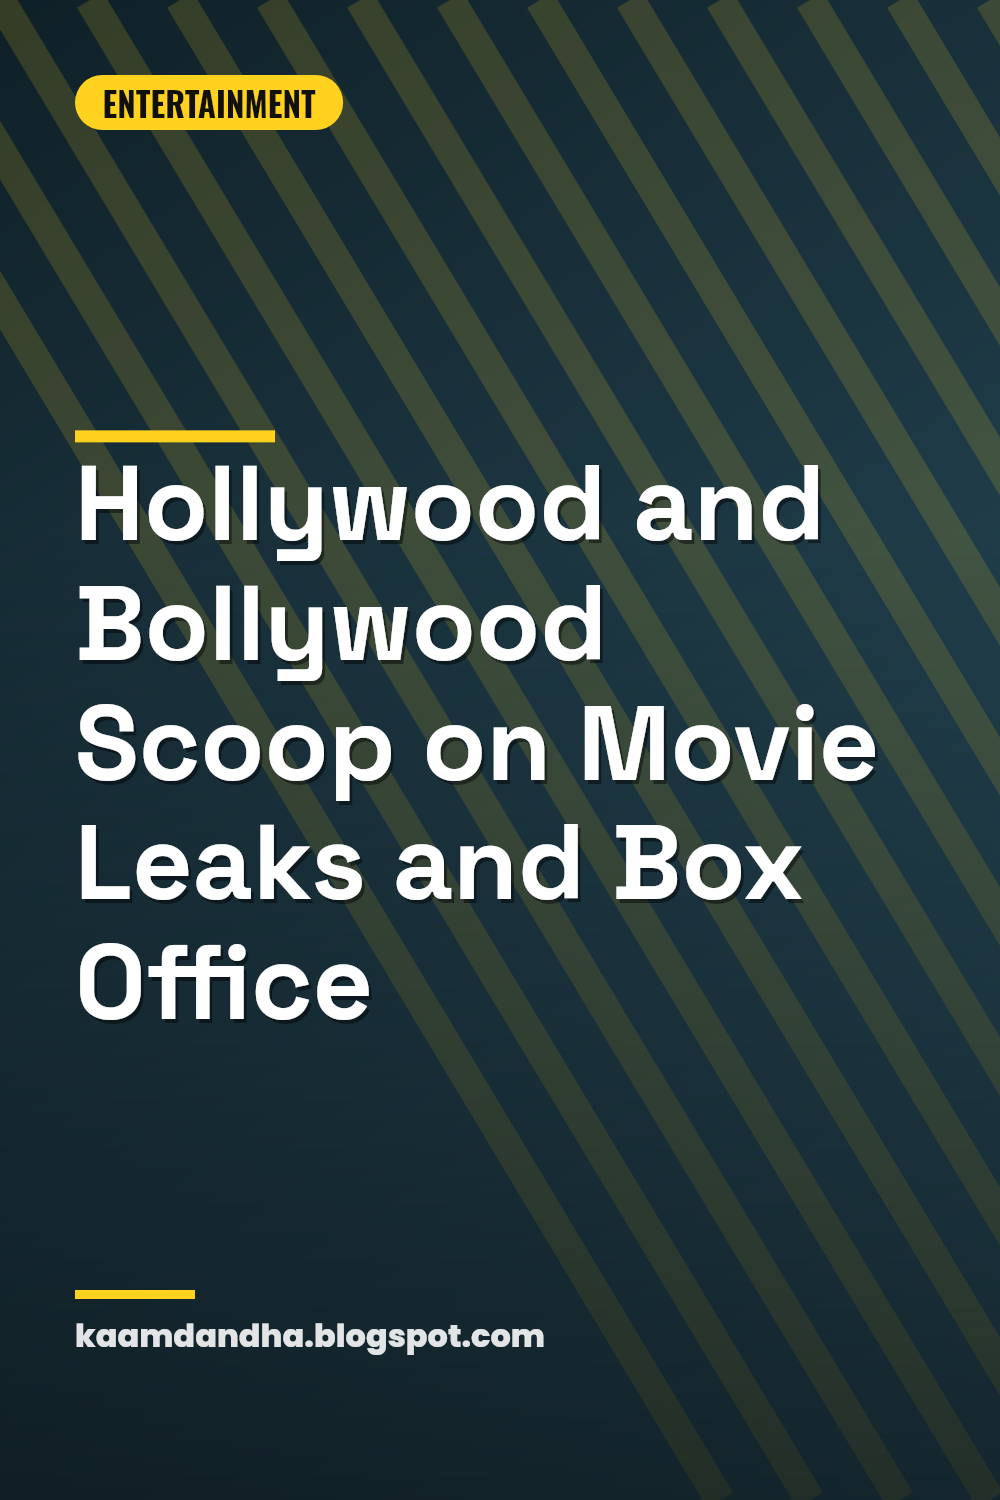 ENTERTAINMENT
Hollywood and
Bollywood
Scoop on Movie
Leaks and Box
Office
kaamdandha.blogspot.com